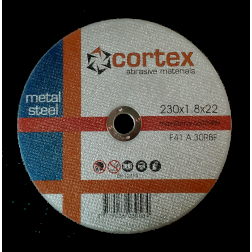 cortex
abrasive materials
metal
steel
230x1.8x22
F41 A 30RBF